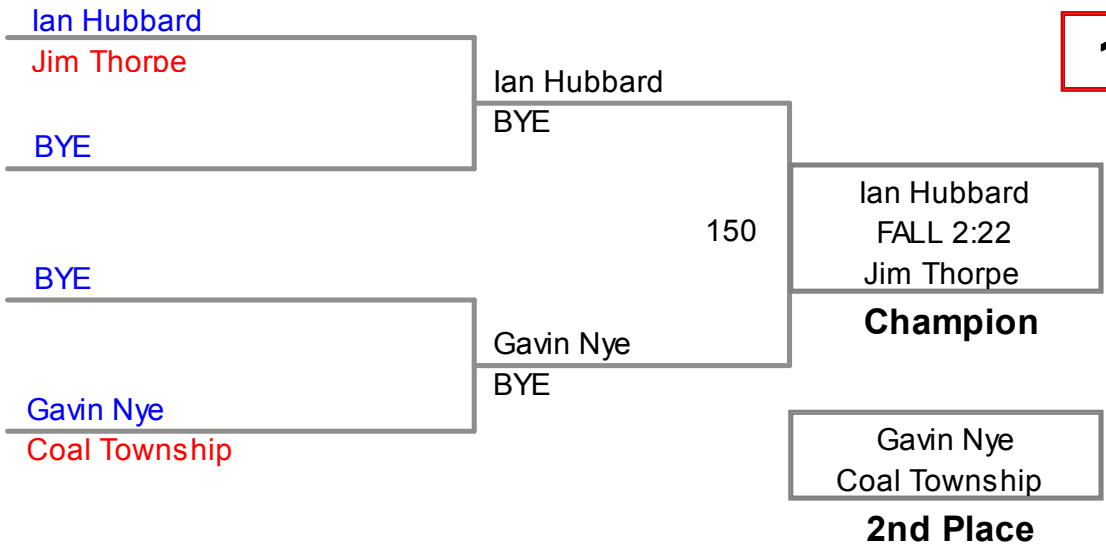 Ian Hubbard
Jim Thorpe
BYE
BYE
Gavin Nye
Coal Township
Ian Hubbard
BYE
Gavin Nye
BYE
150
Ian Hubbard
FALL 2:22
Jim Thorpe
Champion
Gavin Nye
Coal Township
2nd Place